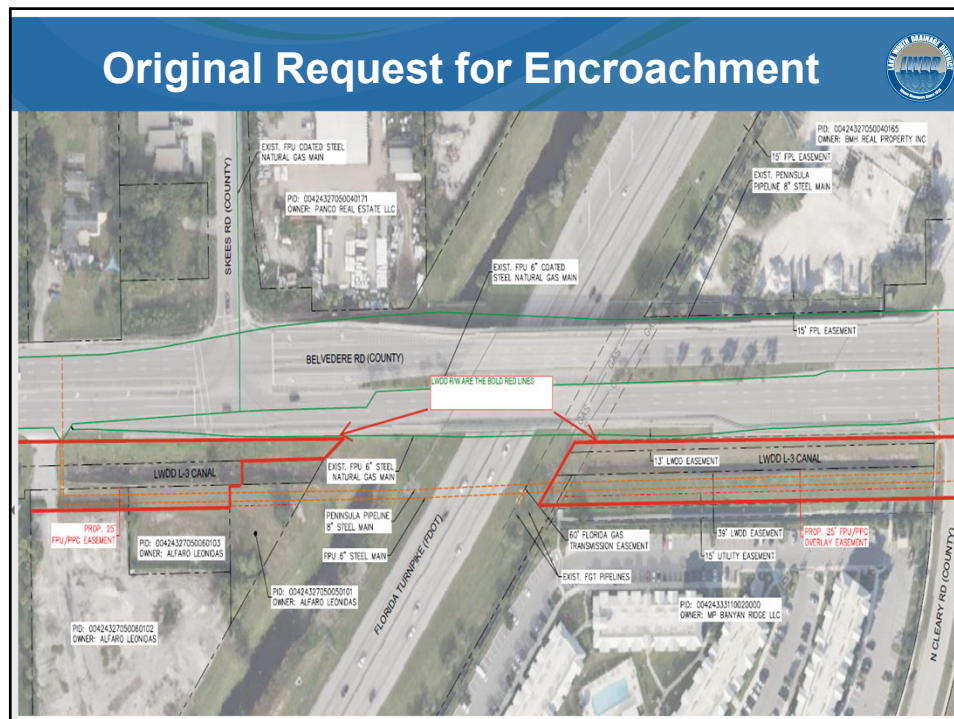 Original Request for Encroachment
LAKE WORTH DRAINAGE DISTRICT
LWDD
PID: 00424327050040165
OWNER: BMH REAL PROPERTY INC
EXIST. FPU COATED STEEL
NATURAL GAS MAIN
15' FPL EASEMENT
EXIST. PENINSULA
PIPELINE 8" STEEL MAIN
SKEES RD (COUNTY)
PID: 00424327050040171
OWNER: PANCO REAL ESTATE LLC
EXIST. FPU 6" COATED
STEEL NATURAL GAS MAIN
15' FPL EASEMENT
BELVEDERE RD (COUNTY)
GAS
GAS
LWDD R/W ARE THE BOLD RED LINES
LWDD L-3 CANAL
EXIST. FPU 6" STEEL
NATURAL GAS MAIN
13' LWDD EASEMENT
LWDD L-3 CANAL
PROP. 25'
FPU/PPC EASEMENT
PID: 00424327050060103
OWNER: ALFARO LEONIDAS
PENINSULA PIPELINE
8" STEEL MAIN
FPU 6" STEEL MAIN
FLORIDA TURNPIKE (FDOT)
60' FLORIDA GAS
TRANSMISSION EASEMENT
EXIST. FGT PIPELINES
39' LWDD EASEMENT
15' UTILITY EASEMENT
PROP. 25' FPU/PPC
OVERLAY EASEMENT
PID: 00424327050050101
OWNER: ALFARO LEONIDAS
PID: 00424333110020000
OWNER: MP BANYAN RIDGE LLC
PID: 00424327050060102
OWNER: ALFARO LEONIDAS
N CLEARY RD (COUNTY)